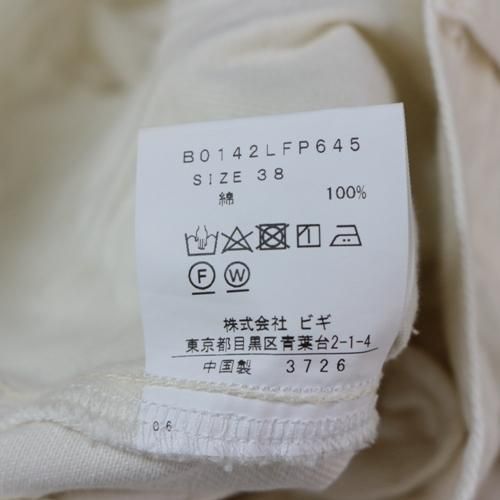 B0142LFP645
SIZE 38
綿 100%
F W
株式会社 ビギ
東京都目黒区青葉台2-1-4
中国製 3726
06